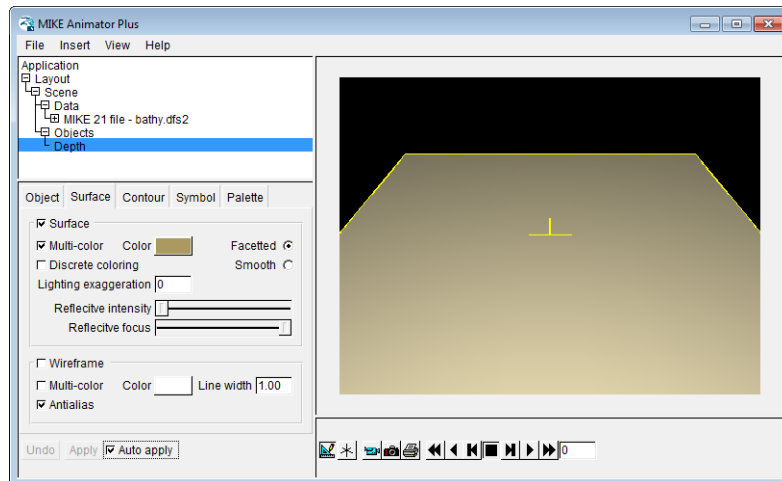 MIKE Animator Plus
File Insert View Help
Application
Layout
Scene
Data
MIKE 21 file - bathy.dfs2
Objects
Depth
Object Surface Contour Symbol Palette
Surface
Multi-color Color Facetted
Discrete coloring Smooth
Lighting exaggeration 0
Reflecitve intensity
Reflecitve focus
Wireframe
Multi-color Color Line width 1.00
Antialias
Undo Apply Auto apply
0